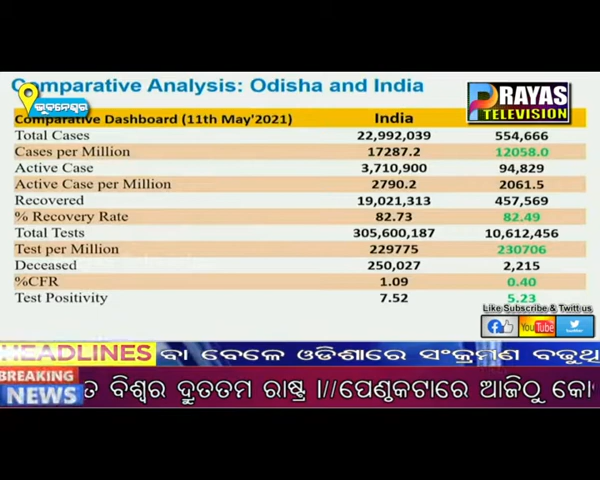 Comparative Analysis: Odisha and India
ଭୁବନେଶ୍ୱର
PRAYAS
TELEVISION
Comparative Dashboard (11th May'2021) India
Total Cases 22,992,039 554,666
Cases per Million 17287.2 12058.0
Active Case 3,710,900 94,829
Active Case per Million 2790.2 2061.5
Recovered 19,021,313 457,569
% Recovery Rate 82.73 82.49
Total Tests 305,600,187 10,612,456
Test per Million 229775 230706
Deceased 250,027 2,215
%CFR 1.09 0.40
Test Positivity 7.52 5.23
Like Subscribe & Twitt us
You Tube twitter
HEADLINES ବା ବେଳେ ଓଡିଶାରେ ସଂକ୍ରମଣ ବଢୁଥି
BREAKING
NEWS ତ ବିଶ୍ୱର ଦ୍ରୁତତମ ରାଷ୍ଟ୍ର ।//ପେଣ୍ଠକଟାରେ ଆଜିଠୁ କୋ